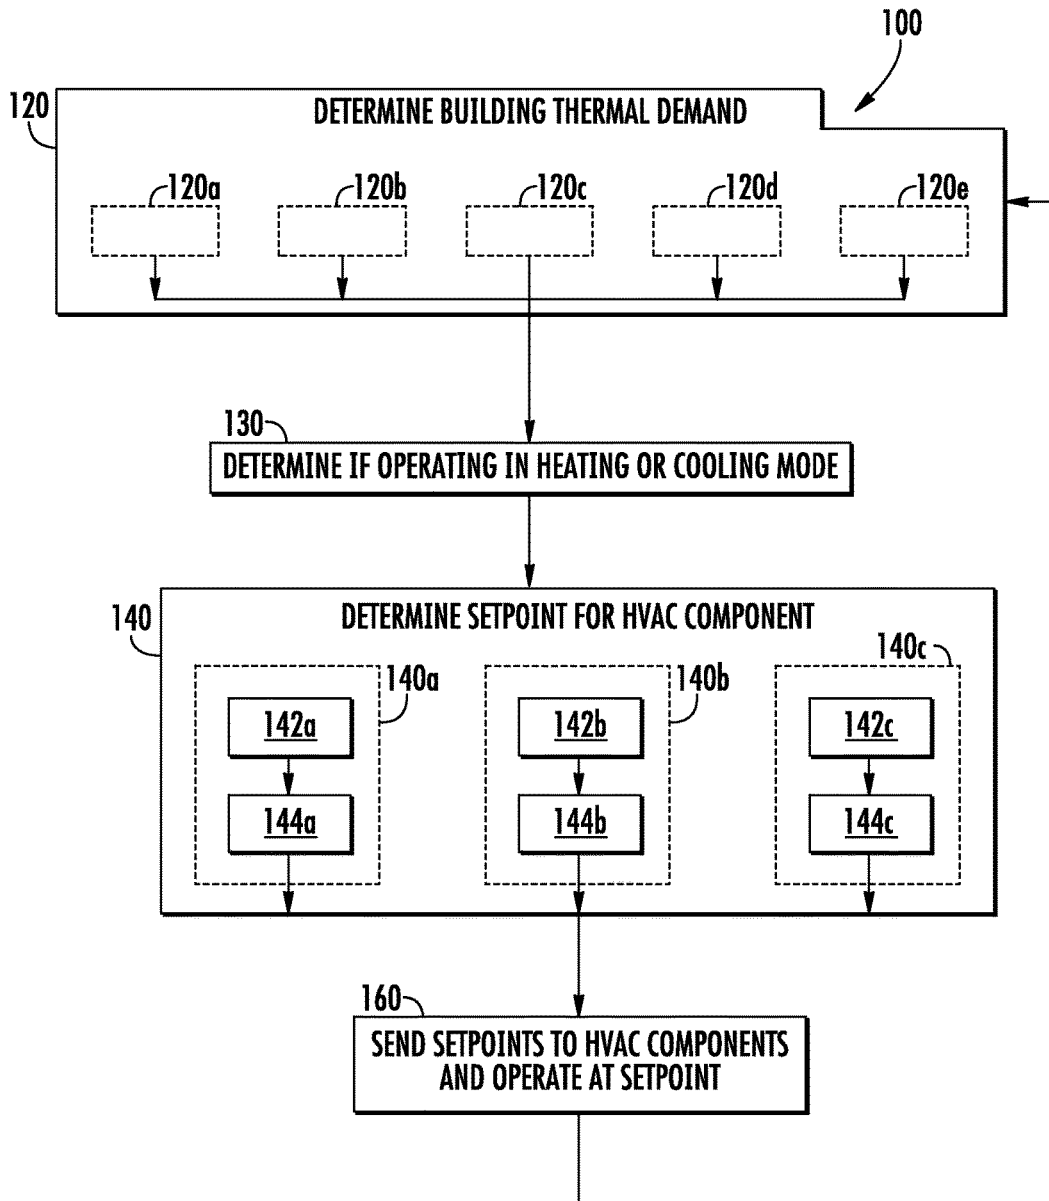 100
120
DETERMINE BUILDING THERMAL DEMAND
120a
120b
120c
120d
120e
130
DETERMINE IF OPERATING IN HEATING OR COOLING MODE
140
DETERMINE SETPOINT FOR HVAC COMPONENT
140a
140b
140c
142a
142b
142c
144a
144b
144c
160
SEND SETPOINTS TO HVAC COMPONENTS
AND OPERATE AT SETPOINT